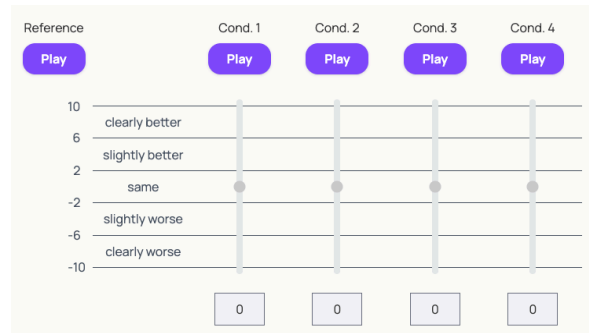 Reference Cond. 1 Cond. 2 Cond. 3 Cond. 4
Play Play Play Play Play
10
clearly better
6
slightly better
2
same
-2
slightly worse
-6
clearly worse
-10
0 0 0 0